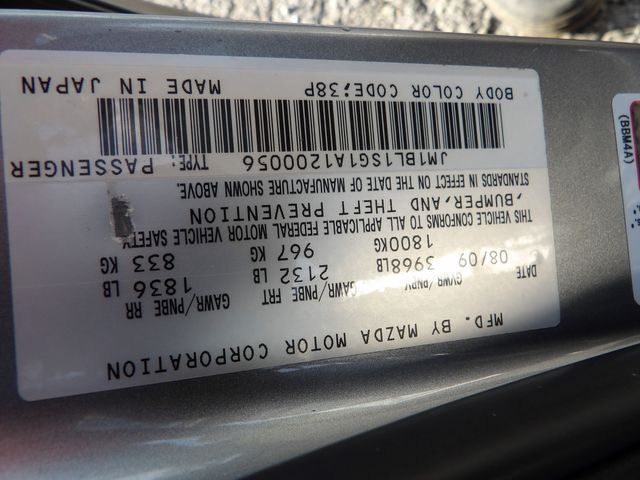 MFD. BY MAZDA MOTOR CORPORATION
DATE GVWR/PNBV GAWR/PNBE FRT GAWR/PNBE RR
08/09 3968LB 2132 LB 1836 LB
1800KG 967 KG 833 KG
THIS VEHICLE CONFORMS TO ALL APPLICABLE FEDERAL MOTOR VEHICLE SAFETY
,BUMPER,AND THEFT PREVENTION
STANDARDS IN EFFECT ON THE DATE OF MANUFACTURE SHOWN ABOVE.
JM1BL1SG1A1200056 TYPE: PASSENGER
BODY COLOR CODE;38P MADE IN JAPAN
(BBM4A)